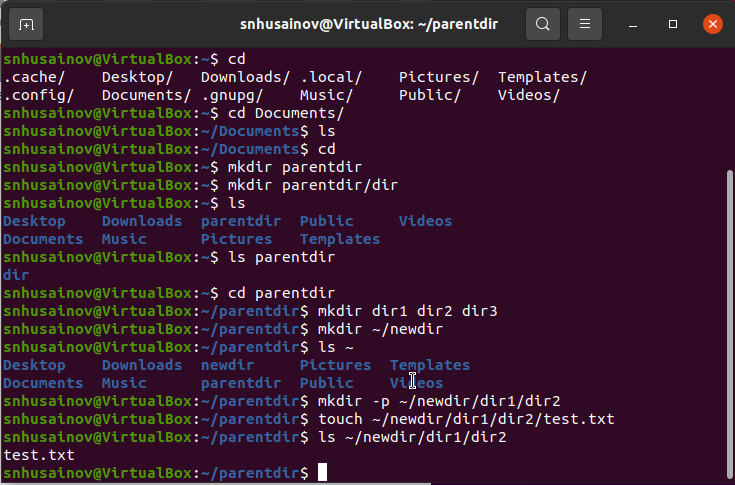 snhusainov@VirtualBox: ~/parentdir
snhusainov@VirtualBox:~$ cd
.cache/    Desktop/   Downloads/ .local/    Pictures/  Templates/
.config/   Documents/ .gnupg/    Music/     Public/    Videos/
snhusainov@VirtualBox:~$ cd Documents/
snhusainov@VirtualBox:~/Documents$ ls
snhusainov@VirtualBox:~/Documents$ cd
snhusainov@VirtualBox:~$ mkdir parentdir
snhusainov@VirtualBox:~$ mkdir parentdir/dir
snhusainov@VirtualBox:~$ ls
Desktop    Downloads  parentdir  Public     Videos
Documents  Music      Pictures   Templates
snhusainov@VirtualBox:~$ ls parentdir
dir
snhusainov@VirtualBox:~$ cd parentdir
snhusainov@VirtualBox:~/parentdir$ mkdir dir1 dir2 dir3
snhusainov@VirtualBox:~/parentdir$ mkdir ~/newdir
snhusainov@VirtualBox:~/parentdir$ ls ~
Desktop    Downloads  newdir     Pictures  Templates
Documents  Music      parentdir  Public    Videos
snhusainov@VirtualBox:~/parentdir$ mkdir -p ~/newdir/dir1/dir2
snhusainov@VirtualBox:~/parentdir$ touch ~/newdir/dir1/dir2/test.txt
snhusainov@VirtualBox:~/parentdir$ ls ~/newdir/dir1/dir2
test.txt
snhusainov@VirtualBox:~/parentdir$